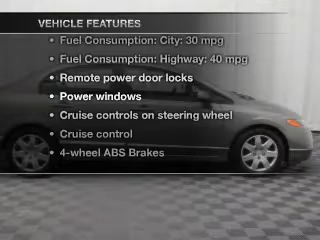 VEHICLE FEATURES
• Fuel Consumption: City: 30 mpg
• Fuel Consumption: Highway: 40 mpg
• Remote power door locks
• Power windows
• Cruise controls on steering wheel
• Cruise control
• 4-wheel ABS Brakes